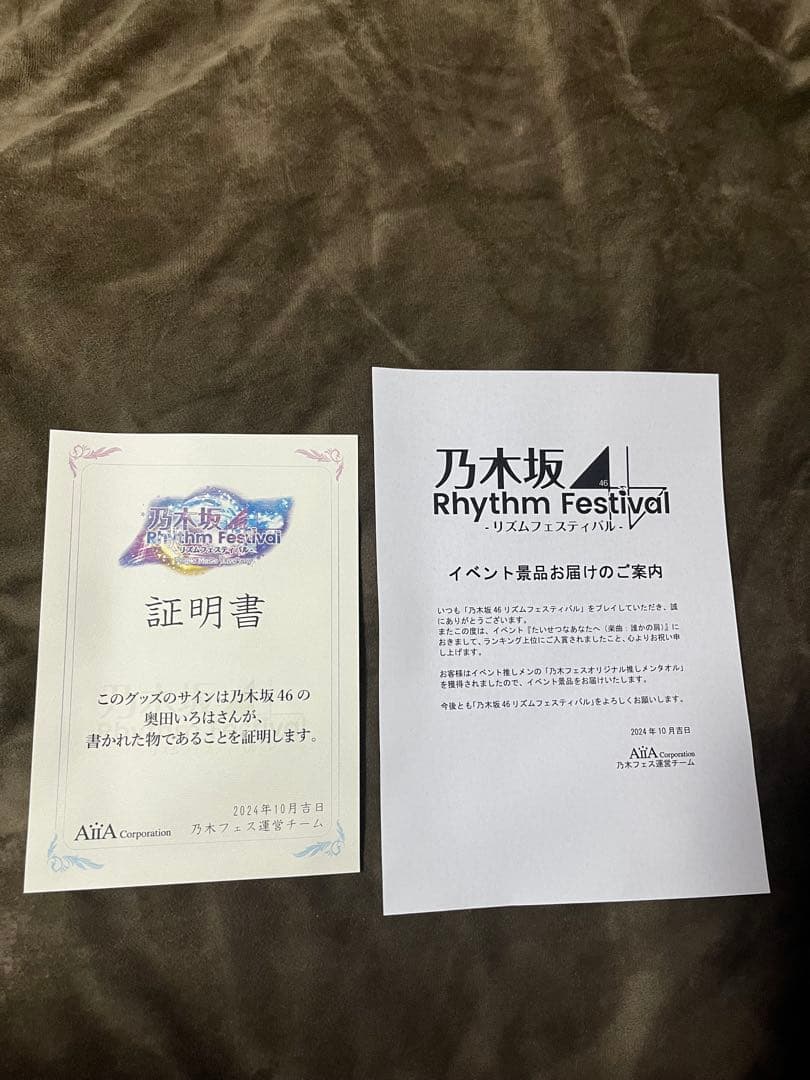 乃木坂46
Rhythm Festival
- リズムフェスティバル -
証明書
このグッズのサインは乃木坂46の
奥田いろはさんが、
書かれた物であることを証明します。
2024年10月吉日
AiiA Corporation 乃木フェス運営チーム
乃木坂46
Rhythm Festival
- リズムフェスティバル -
イベント景品お届けのご案内
いつも「乃木坂46リズムフェスティバル」をプレイしていただき、誠
にありがとうございます。
またこの度は、イベント『たいせつなあなたへ（楽曲：誰かの肩）』に
おきまして、ランキング上位にご入賞されましたこと、心よりお祝い申
し上げます。
お客様はイベント推しメンの「乃木フェスオリジナル推しメンタオル」
を獲得されましたので、イベント景品をお届けいたします。
今後とも「乃木坂46リズムフェスティバル」をよろしくお願いします。
2024年10月吉日
AiiA Corporation
乃木フェス運営チーム